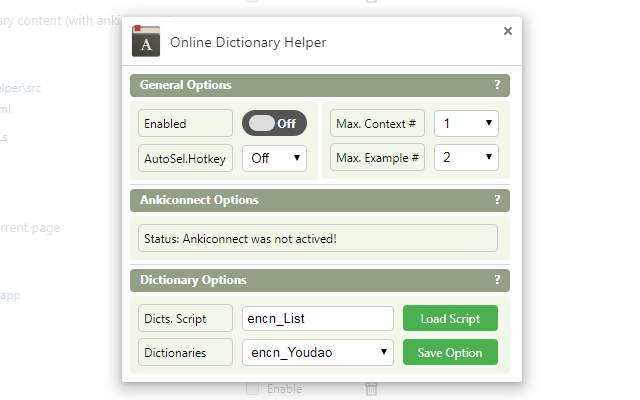 ary content (with anki
Online Dictionary Helper
×
General Options ?
elper\src
ml
Enabled Off Max. Context # 1
Ls
AutoSel.Hotkey Off Max. Example # 2
Ankiconnect Options ?
rrent page
Status: Ankiconnect was not actived!
Dictionary Options ?
app
Dicts. Script encn_List Load Script
Dictionaries encn_Youdao Save Option
Enable
A